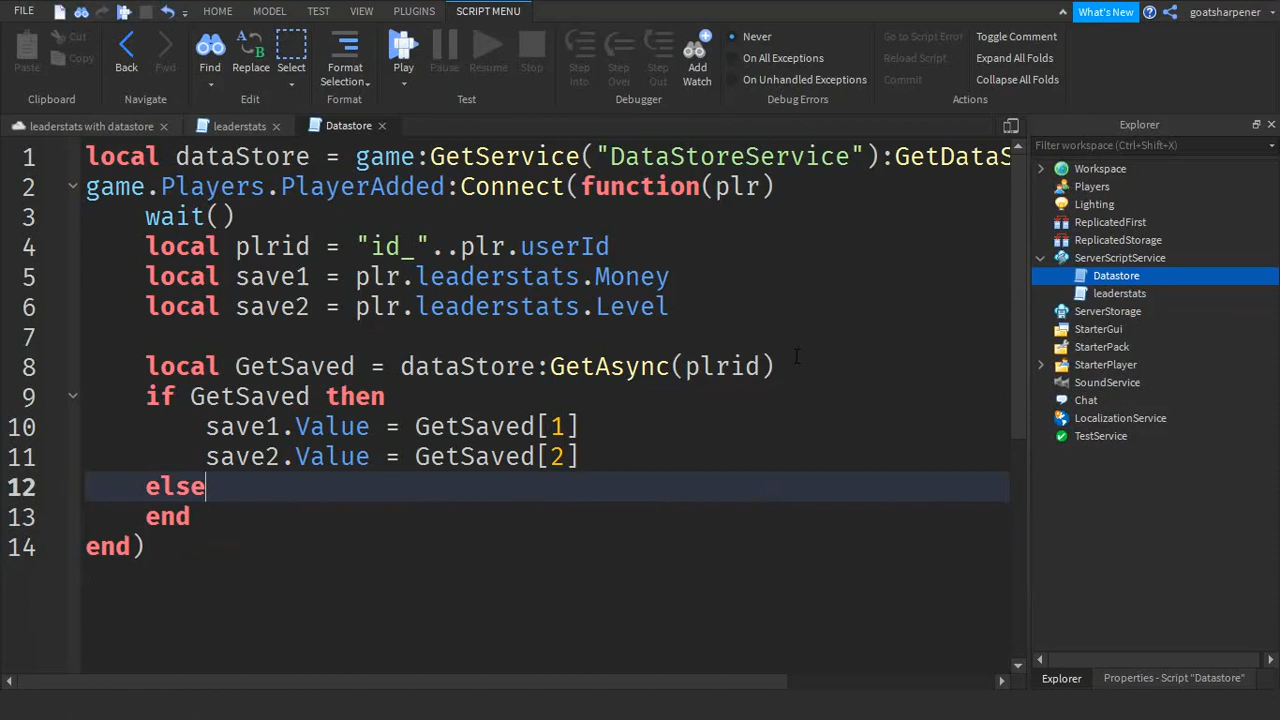 FILE HOME MODEL TEST VIEW PLUGINS SCRIPT MENU What's New goatsharpener
Paste Cut Copy Back Fwd Find Replace Select Format Selection Play Pause Resume Stop Step Into Step Over Step Out Add Watch
Never
On All Exceptions
On Unhandled Exceptions
Go to Script Error
Reload Script
Commit
Toggle Comment
Expand All Folds
Collapse All Folds
Clipboard Navigate Edit Format Test Debugger Debug Errors Actions
leaderstats with datastore leaderstats Datastore
1 local dataStore = game:GetService("DataStoreService"):GetDataS
2 game.Players.PlayerAdded:Connect(function(plr)
3 wait()
4 local plrid = "id_"..plr.userId
5 local save1 = plr.leaderstats.Money
6 local save2 = plr.leaderstats.Level
7
8 local GetSaved = dataStore:GetAsync(plrid)
9 if GetSaved then
10 save1.Value = GetSaved[1]
11 save2.Value = GetSaved[2]
12 else
13 end
14 end)
Explorer
Filter workspace (Ctrl+Shift+X)
Workspace
Players
Lighting
ReplicatedFirst
ReplicatedStorage
ServerScriptService
Datastore
leaderstats
ServerStorage
StarterGui
StarterPack
StarterPlayer
SoundService
Chat
LocalizationService
TestService
Explorer Properties - Script "Datastore"